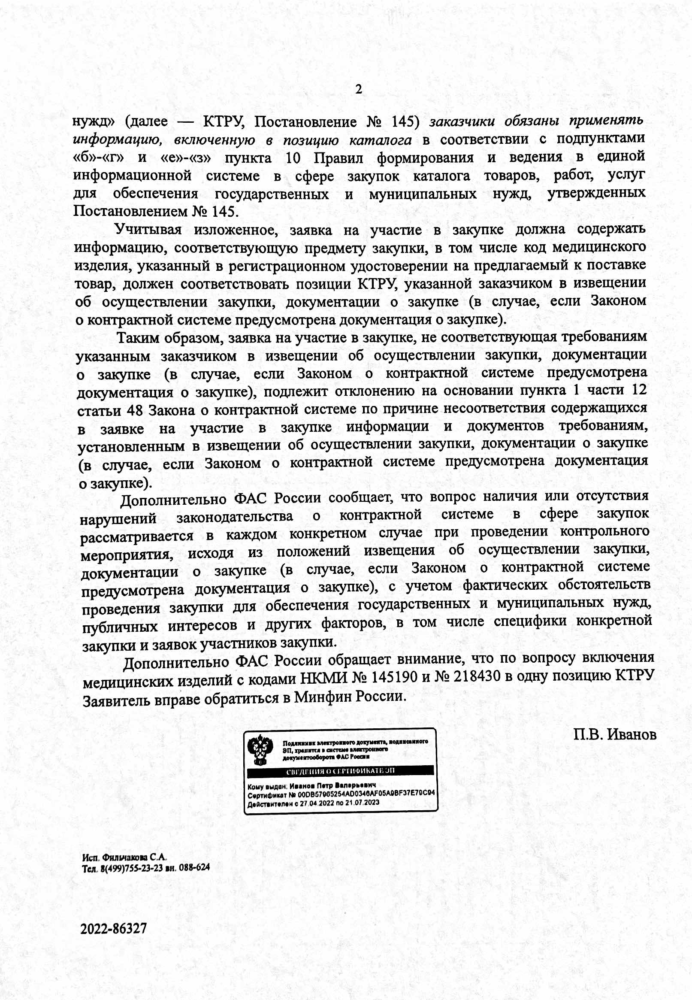 2
нужд» (далее — КТРУ, Постановление № 145) заказчики обязаны применять
информацию, включенную в позицию каталога в соответствии с подпунктами
«б»-«г» и «е»-«з» пункта 10 Правил формирования и ведения в единой
информационной системе в сфере закупок каталога товаров, работ, услуг
для обеспечения государственных и муниципальных нужд, утвержденных
Постановлением № 145.
Учитывая изложенное, заявка на участие в закупке должна содержать
информацию, соответствующую предмету закупки, в том числе код медицинского
изделия, указанный в регистрационном удостоверении на предлагаемый к поставке
товар, должен соответствовать позиции КТРУ, указанной заказчиком в извещении
об осуществлении закупки, документации о закупке (в случае, если Законом
о контрактной системе предусмотрена документация о закупке).
Таким образом, заявка на участие в закупке, не соответствующая требованиям
указанным заказчиком в извещении об осуществлении закупки, документации
о закупке (в случае, если Законом о контрактной системе предусмотрена
документация о закупке), подлежит отклонению на основании пункта 1 части 12
статьи 48 Закона о контрактной системе по причине несоответствия содержащихся
в заявке на участие в закупке информации и документов требованиям,
установленным в извещении об осуществлении закупки, документации о закупке
(в случае, если Законом о контрактной системе предусмотрена документация
о закупке).
Дополнительно ФАС России сообщает, что вопрос наличия или отсутствия
нарушений законодательства о контрактной системе в сфере закупок
рассматривается в каждом конкретном случае при проведении контрольного
мероприятия, исходя из положений извещения об осуществлении закупки,
документации о закупке (в случае, если Законом о контрактной системе
предусмотрена документация о закупке), с учетом фактических обстоятельств
проведения закупки для обеспечения государственных и муниципальных нужд,
публичных интересов и других факторов, в том числе специфики конкретной
закупки и заявок участников закупки.
Дополнительно ФАС России обращает внимание, что по вопросу включения
медицинских изделий с кодами НКМИ № 145190 и № 218430 в одну позицию КТРУ
Заявитель вправе обратиться в Минфин России.
П.В. Иванов
Подлинник электронного документа, подписанного
ЭП, хранится в системе электронного
документооборота ФАС России
СВЕДЕНИЯ О СЕРТИФИКАТЕ ЭП
Кому выдан: Иванов Петр Валерьевич
Сертификат № 00DB57905254AD0346AF05A9BF37E79C94
Действителен с 27.04.2022 по 21.07.2023
Исп. Фильчакова С.А.
Тел. 8(499)755-23-23 вн. 088-624
2022-86327